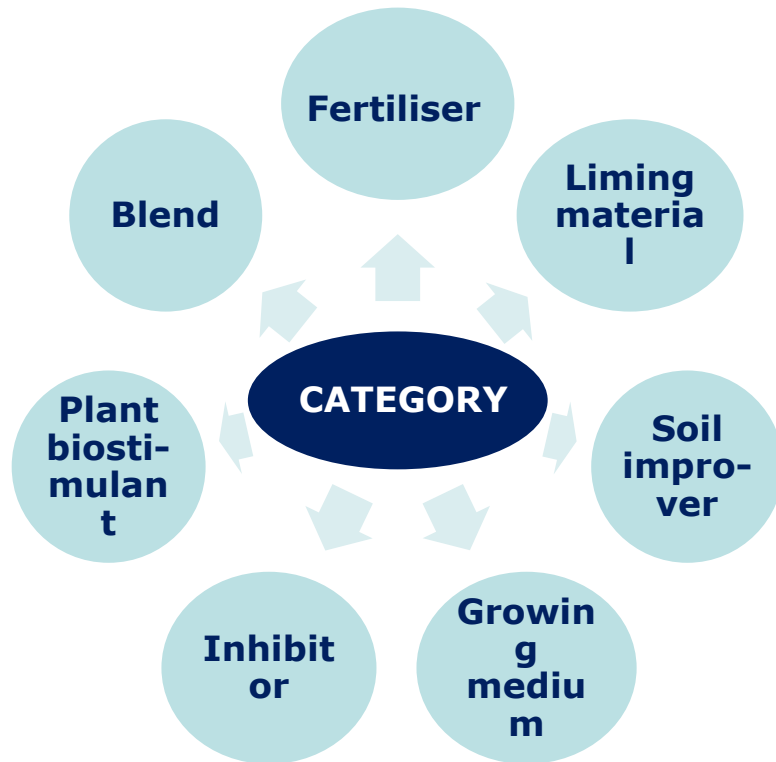 Fertiliser
Liming
materia
l
Soil
impro-
ver
Growin
g
mediu
m
Inhibit
or
Plant
biosti-
mulan
t
Blend
CATEGORY